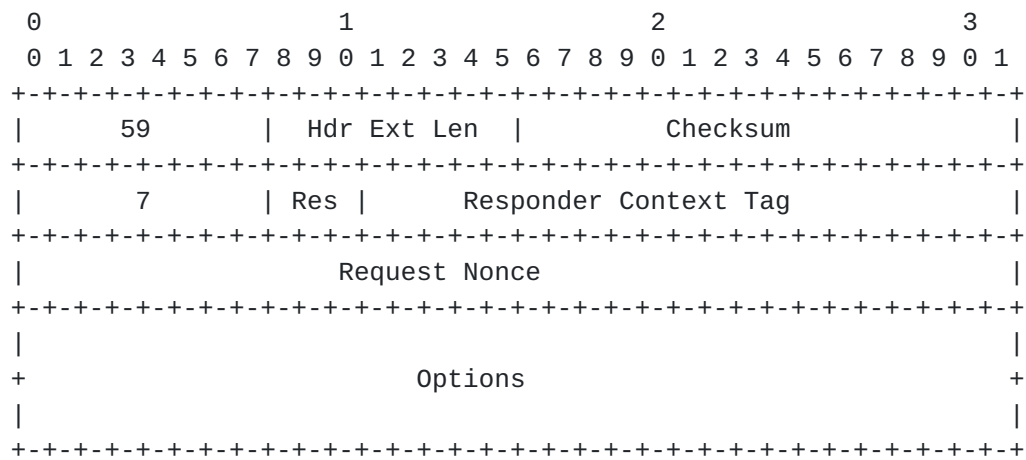 0                   1                   2                   3
 0 1 2 3 4 5 6 7 8 9 0 1 2 3 4 5 6 7 8 9 0 1 2 3 4 5 6 7 8 9 0 1
+-+-+-+-+-+-+-+-+-+-+-+-+-+-+-+-+-+-+-+-+-+-+-+-+-+-+-+-+-+-+-+-+
|      59       |  Hdr Ext Len  |         Checksum              |
+-+-+-+-+-+-+-+-+-+-+-+-+-+-+-+-+-+-+-+-+-+-+-+-+-+-+-+-+-+-+-+-+
|       7       | Res |      Responder Context Tag              |
+-+-+-+-+-+-+-+-+-+-+-+-+-+-+-+-+-+-+-+-+-+-+-+-+-+-+-+-+-+-+-+-+
|                    Request Nonce                              |
+-+-+-+-+-+-+-+-+-+-+-+-+-+-+-+-+-+-+-+-+-+-+-+-+-+-+-+-+-+-+-+-+
|                                                               |
+                         Options                               +
|                                                               |
+-+-+-+-+-+-+-+-+-+-+-+-+-+-+-+-+-+-+-+-+-+-+-+-+-+-+-+-+-+-+-+-+